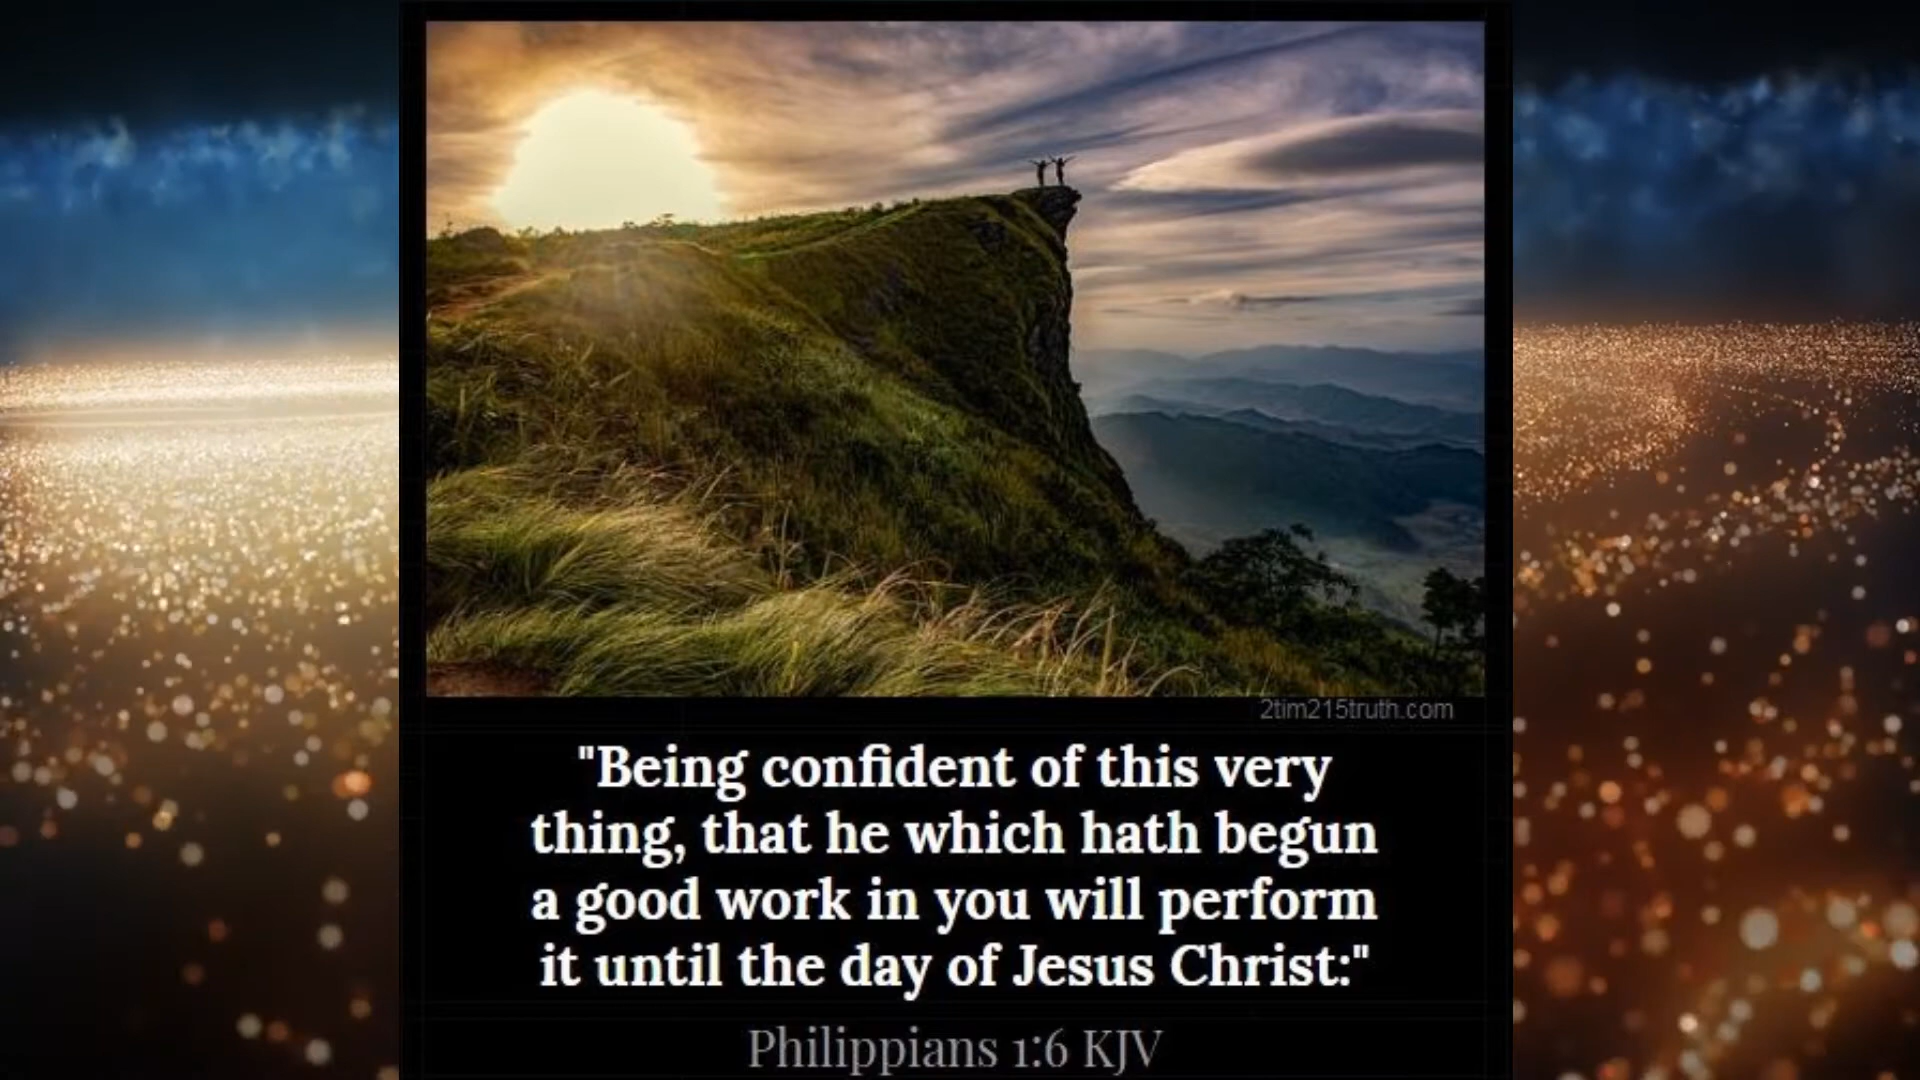 2tim215truth.com
"Being confident of this very
thing, that he which hath begun
a good work in you will perform
it until the day of Jesus Christ:"
Philippians 1:6 KJV